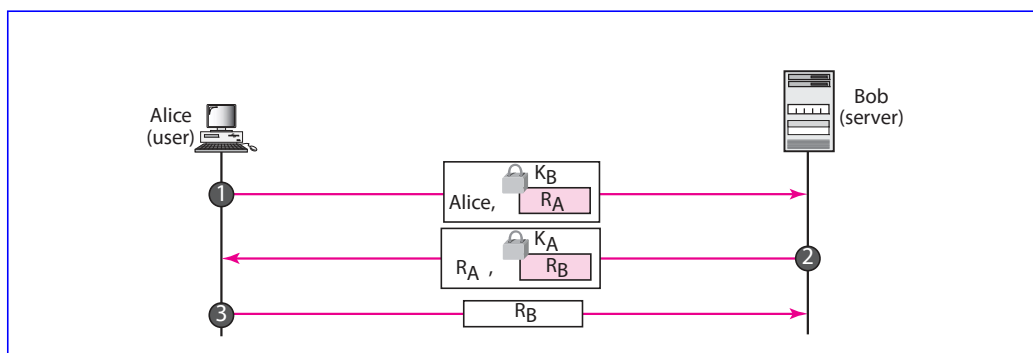 Alice
(user)
Bob
(server)
1
K_B
Alice, R_A
K_A
R_A , R_B
2
3
R_B